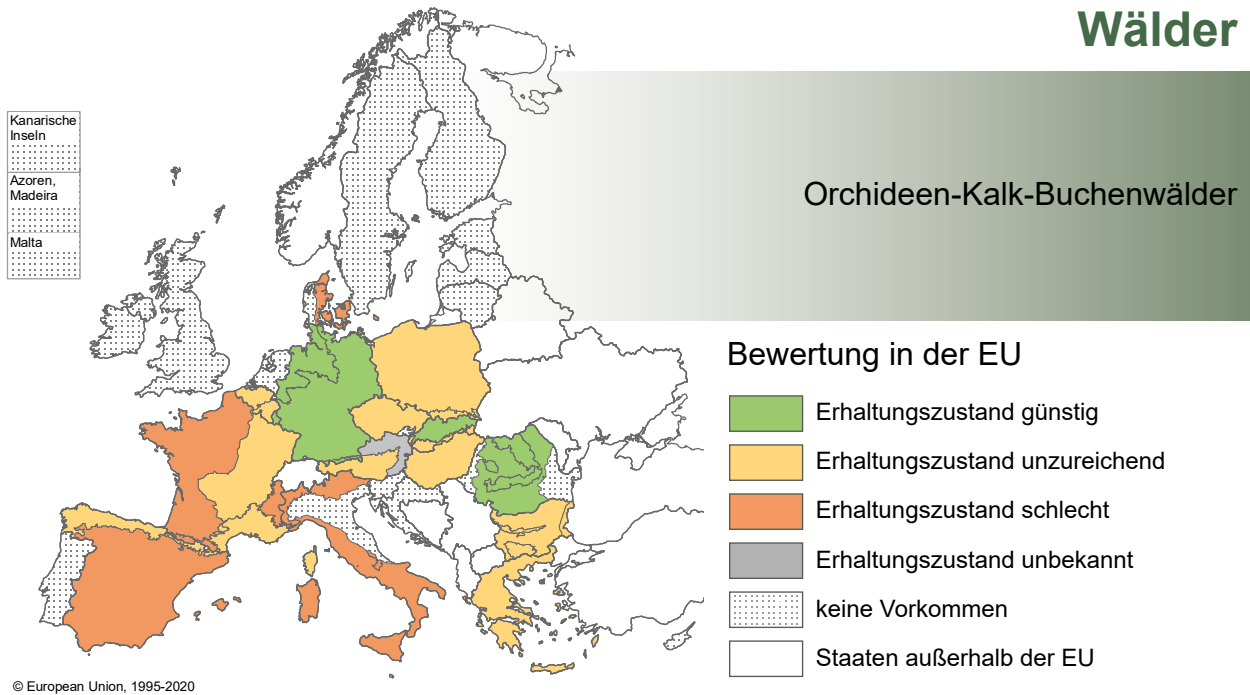 Wälder
Kanarische
Inseln
Azoren,
Madeira
Malta
Orchideen-Kalk-Buchenwälder
Bewertung in der EU
Erhaltungszustand günstig
Erhaltungszustand unzureichend
Erhaltungszustand schlecht
Erhaltungszustand unbekannt
keine Vorkommen
Staaten außerhalb der EU
© European Union, 1995-2020